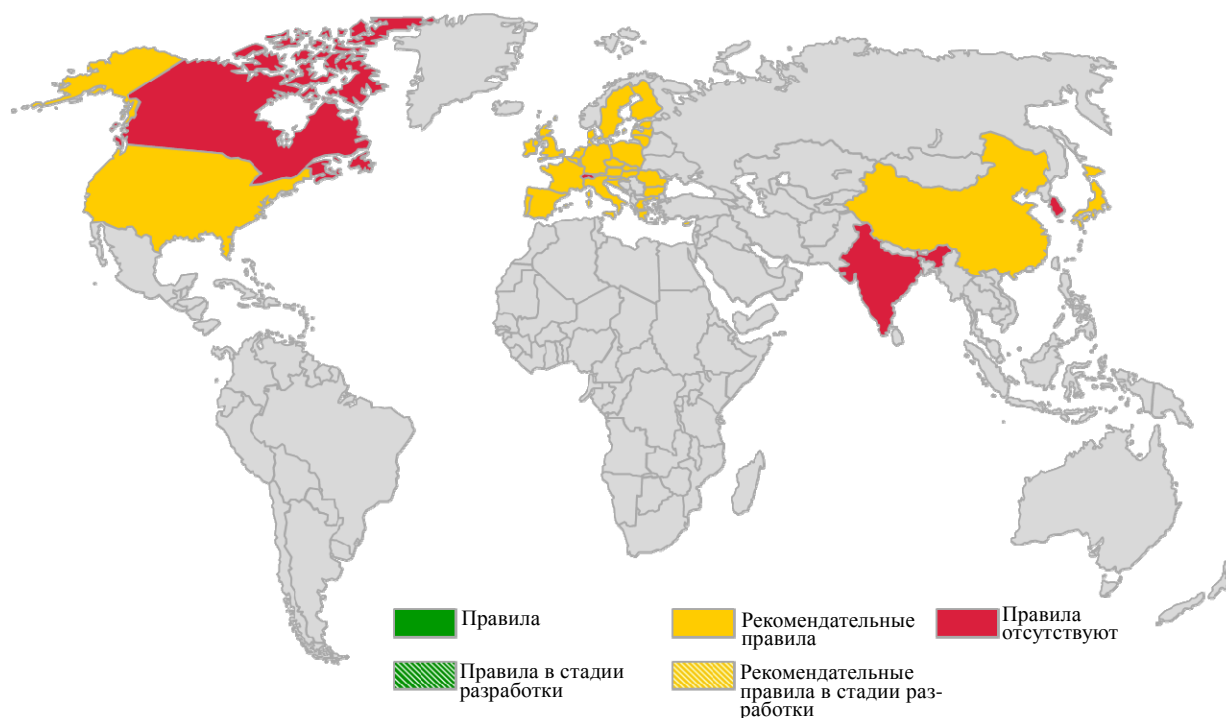 Правила
Рекомендательные
правила
Правила
отсутствуют
Правила в стадии
разработки
Рекомендательные
правила в стадии раз-
работки